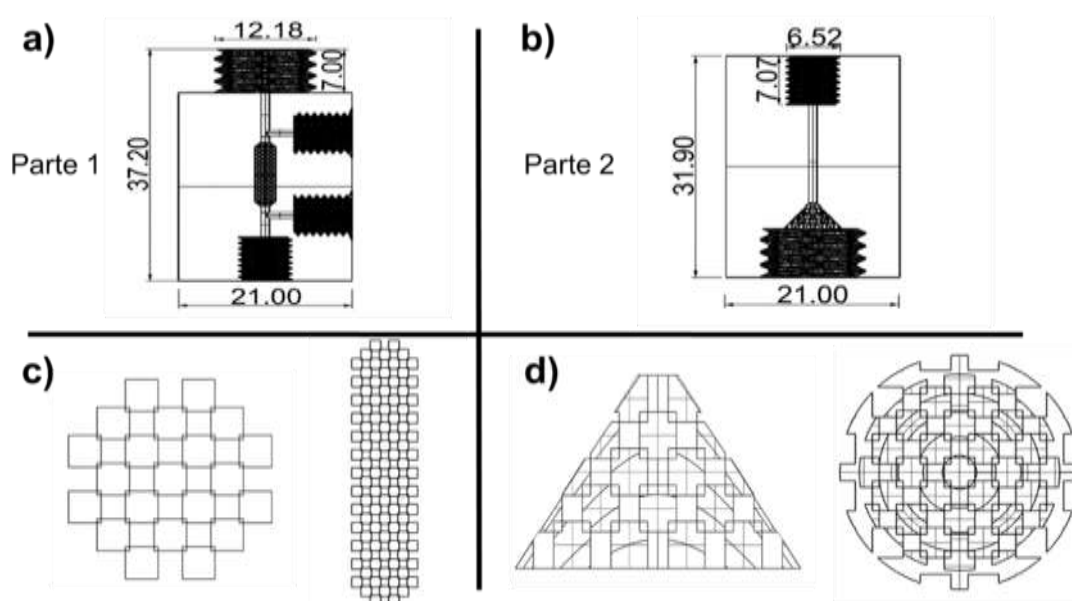 a)
12.18
7.00
37.20
Parte 1
21.00
b)
6.52
7.07
31.90
Parte 2
21.00
c)
d)